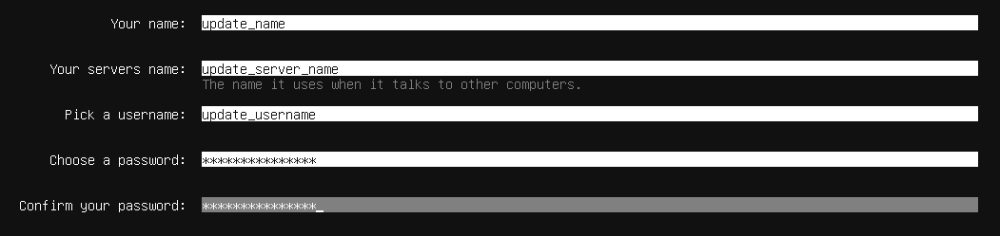 Your name: update_name
Your servers name: update_server_name
The name it uses when it talks to other computers.
Pick a username: update_username
Choose a password: ***************
Confirm your password: ***************_